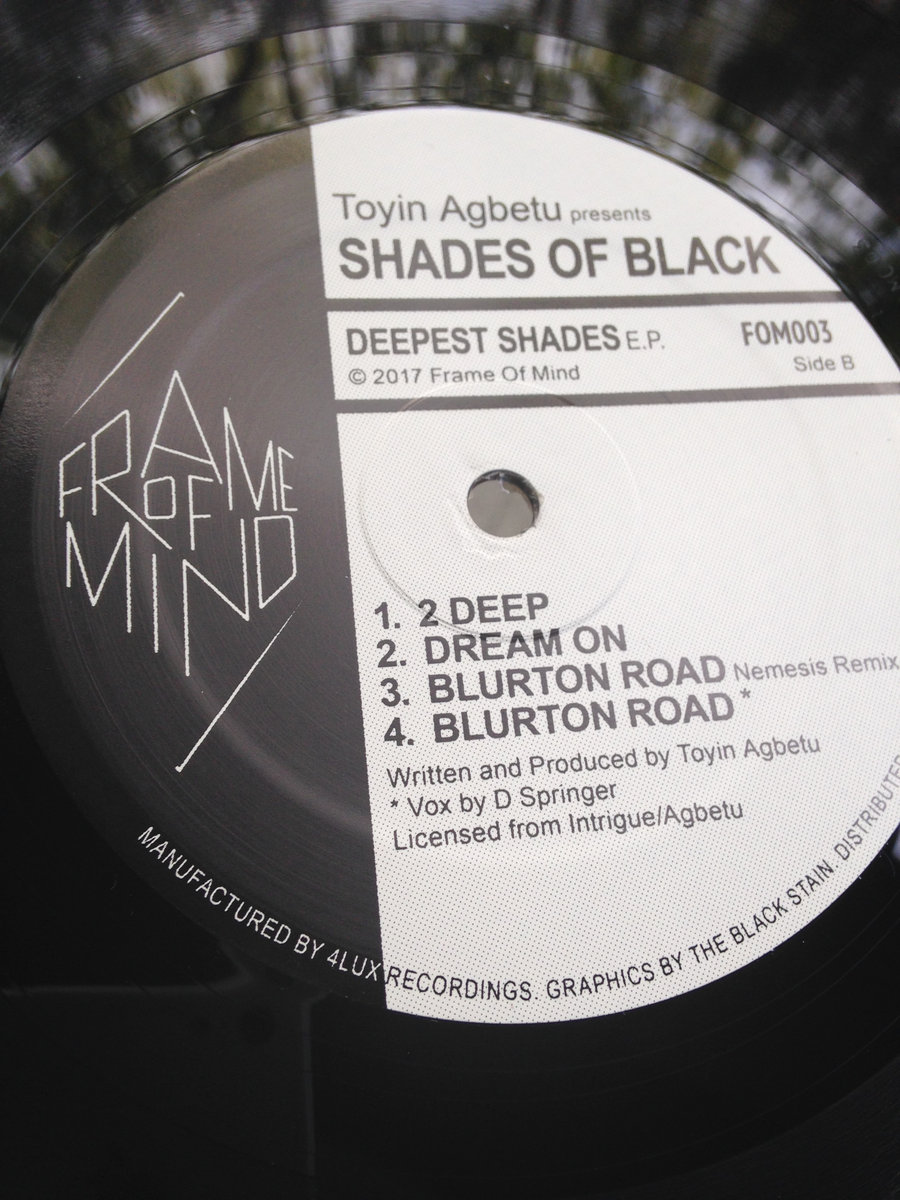 Toyin Agbetu presents
SHADES OF BLACK
DEEPEST SHADES E.P. FOM003
© 2017 Frame Of Mind Side B
FRAME
OF
MIND
1. 2 DEEP
2. DREAM ON
3. BLURTON ROAD Nemesis Remix
4. BLURTON ROAD *
Written and Produced by Toyin Agbetu
* Vox by D Springer
Licensed from Intrigue/Agbetu
MANUFACTURED BY 4LUX RECORDINGS. GRAPHICS BY THE BLACK STAIN. DISTRIBUTED